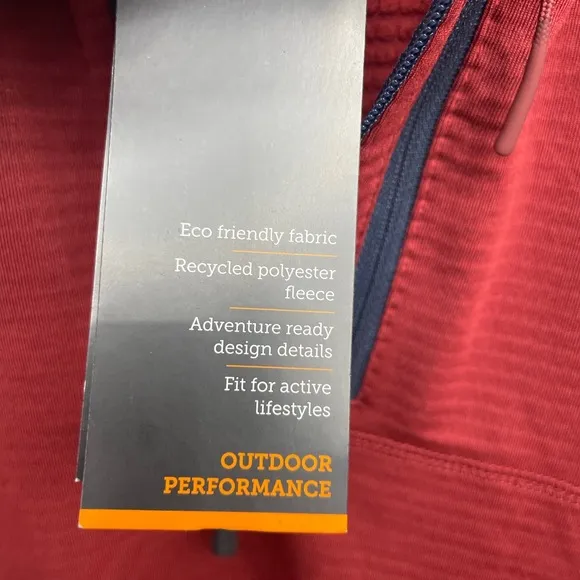 Eco friendly fabric
Recycled polyester
fleece
Adventure ready
design details
Fit for active
lifestyles
OUTDOOR
PERFORMANCE